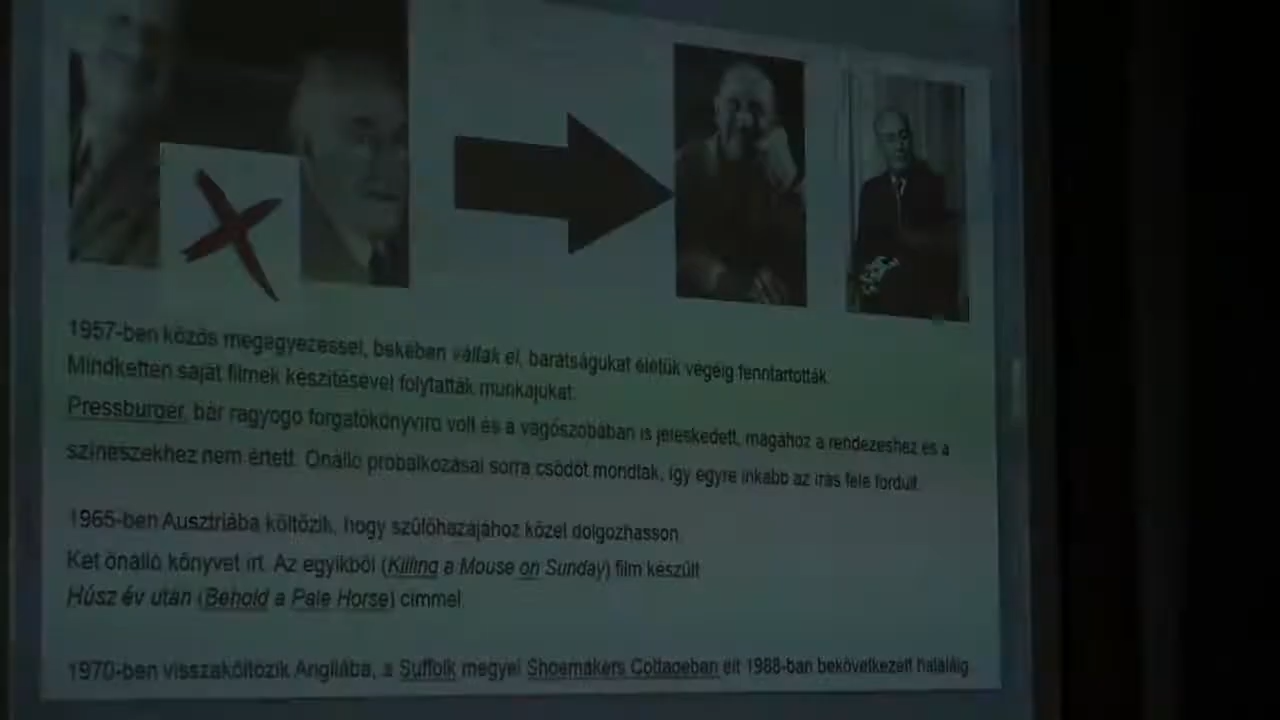 1957-ben közös megegyezéssel, békében váltak el, barátságukat életük végéig fenntartották.
Mindketten saját filmek készítésével folytatták munkájukat.
Pressburger, bár ragyogó forgatókönyvíró volt és a vágószobában is jeleskedett, magához a rendezéshez és a
színészekhez nem értett. Önálló próbálkozásai sorra csődöt mondtak, így egyre inkább az írás felé fordult.
1965-ben Ausztriába költözik, hogy szülőhazájához közel dolgozhasson.
Két önálló könyvet írt. Az egyikből (Killing a Mouse on Sunday) film készült
Húsz év után (Behold a Pale Horse) címmel.
1970-ben visszaköltözik Angliába, a Suffolk megyei Shoemakers Cottageban élt 1988-ban bekövetkezett haláláig.